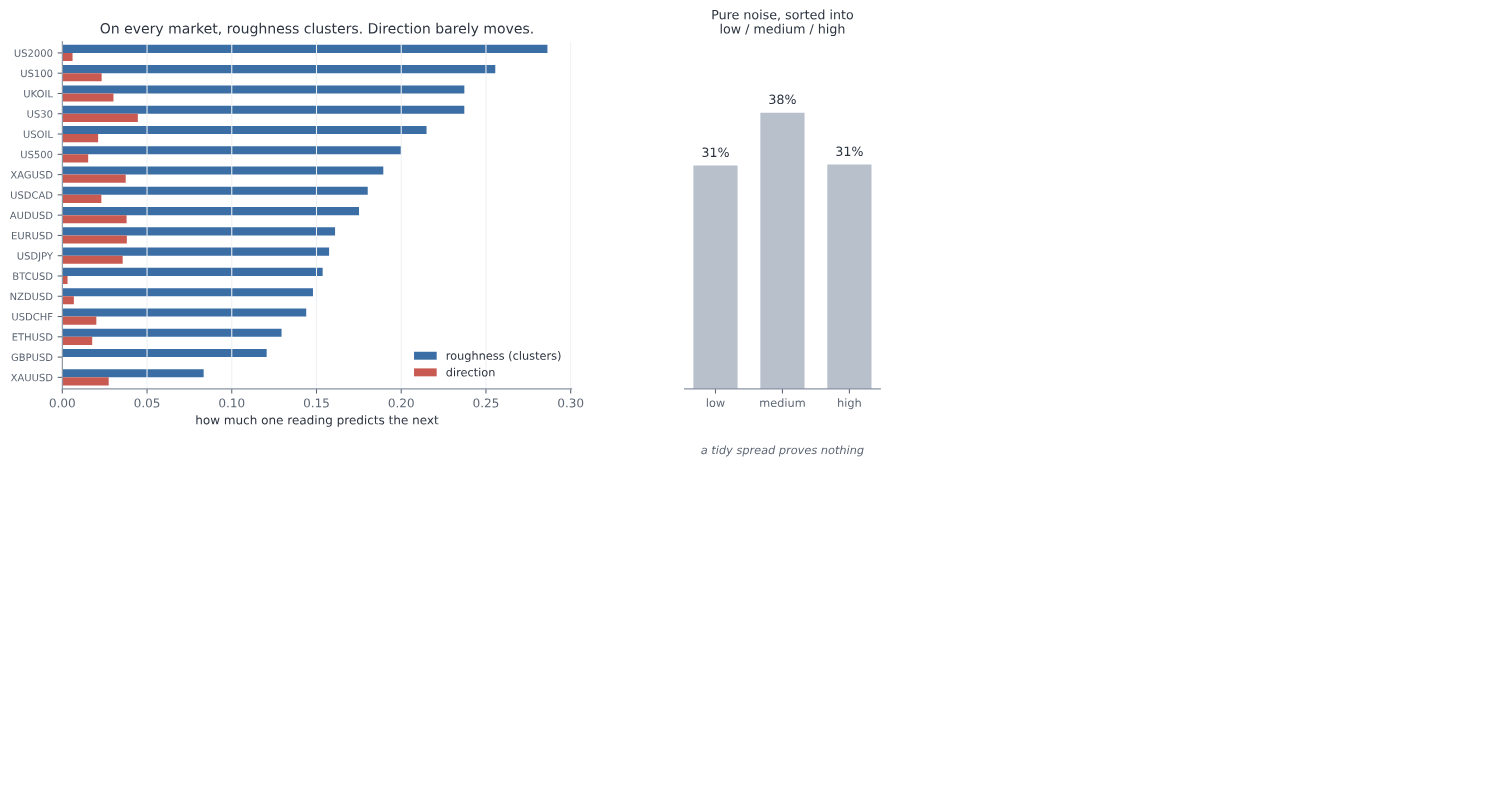 On every market, roughness clusters. Direction barely moves.
US2000
US100
UKOIL
US30
USOIL
US500
XAGUSD
USDCAD
AUDUSD
EURUSD
USDJPY
BTCUSD
NZDUSD
USDCHF
ETHUSD
GBPUSD
XAUUSD
roughness (clusters)
direction
0.00 0.05 0.10 0.15 0.20 0.25 0.30
how much one reading predicts the next
Pure noise, sorted into
low / medium / high
31% 38% 31%
low medium high
a tidy spread proves nothing